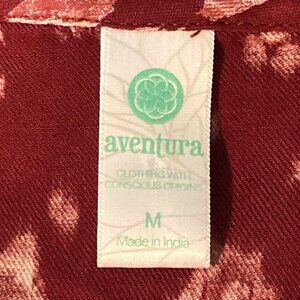 aventura
CLOTHING WITH
CONSCIOUS ORIGINS
M
Made in India